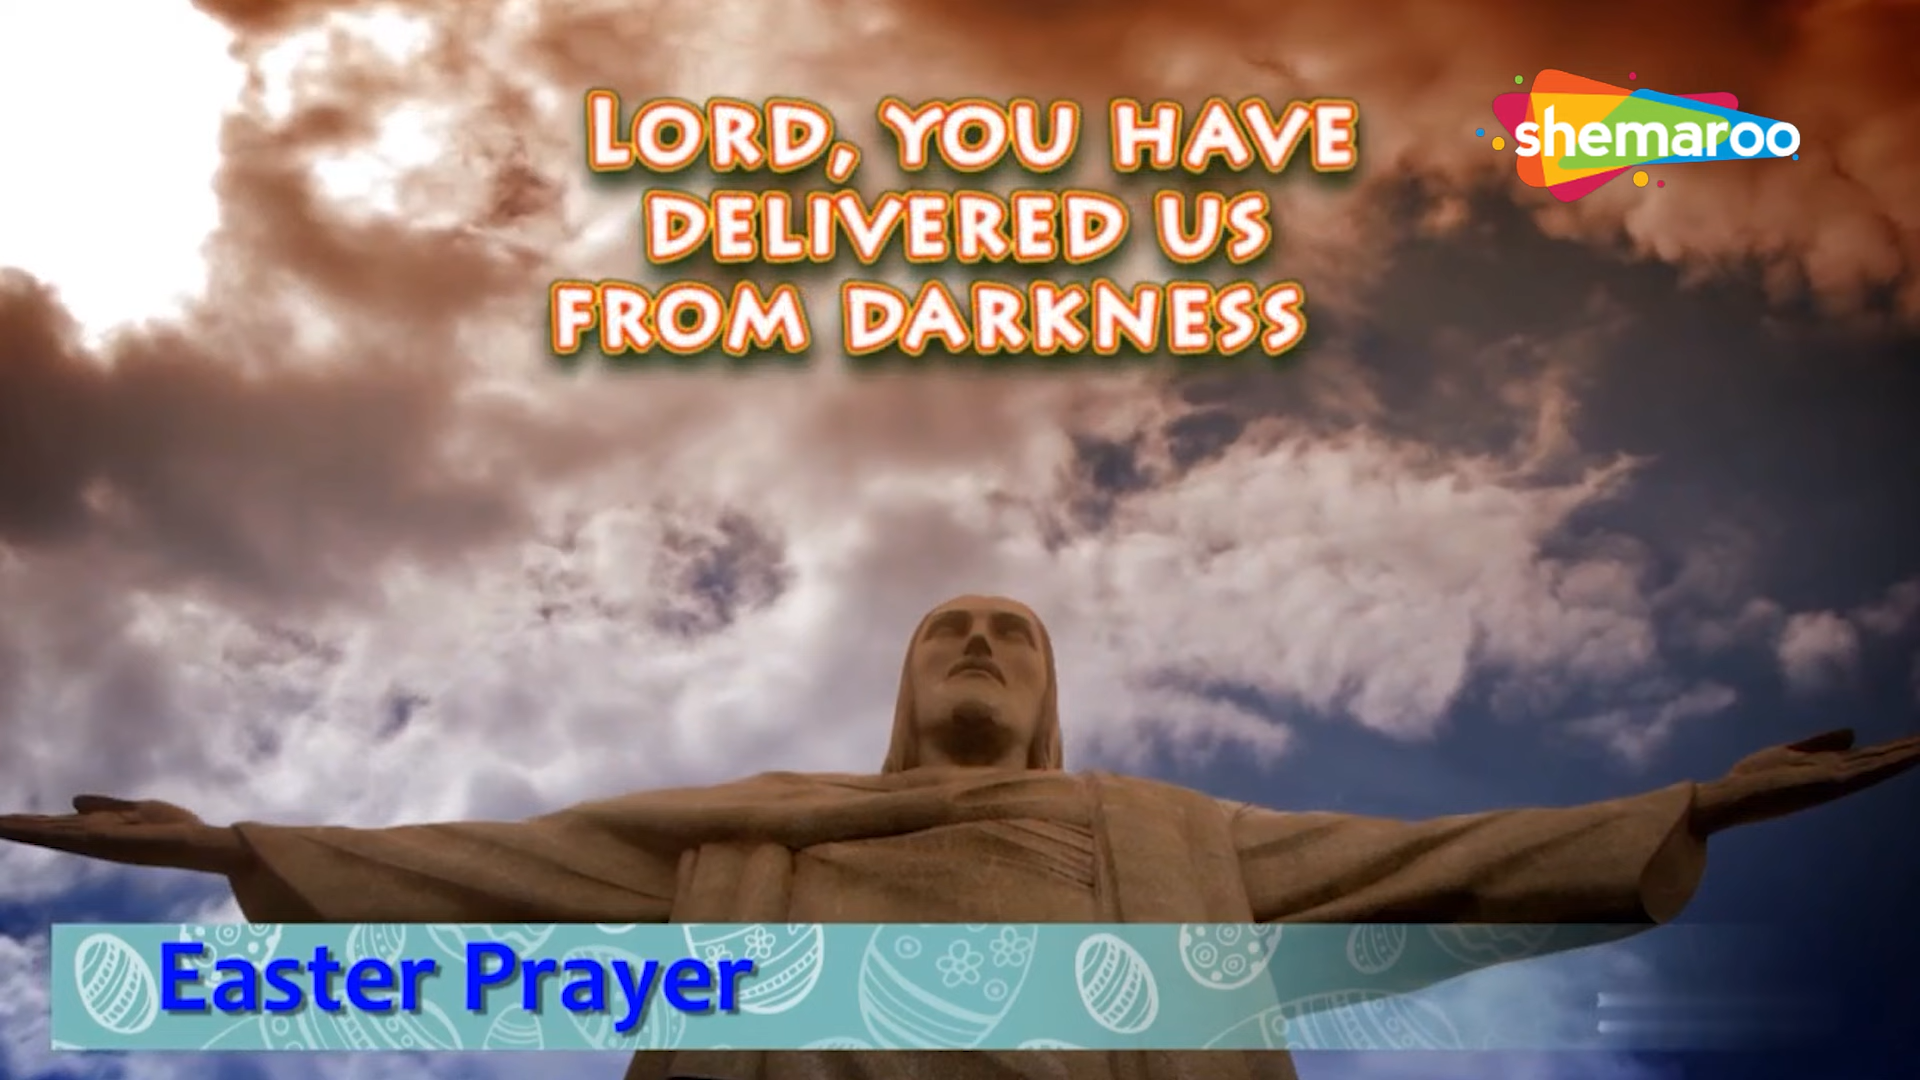 LORD, YOU HAVE
DELIVERED US
FROM DARKNESS
shemaroo
Easter Prayer